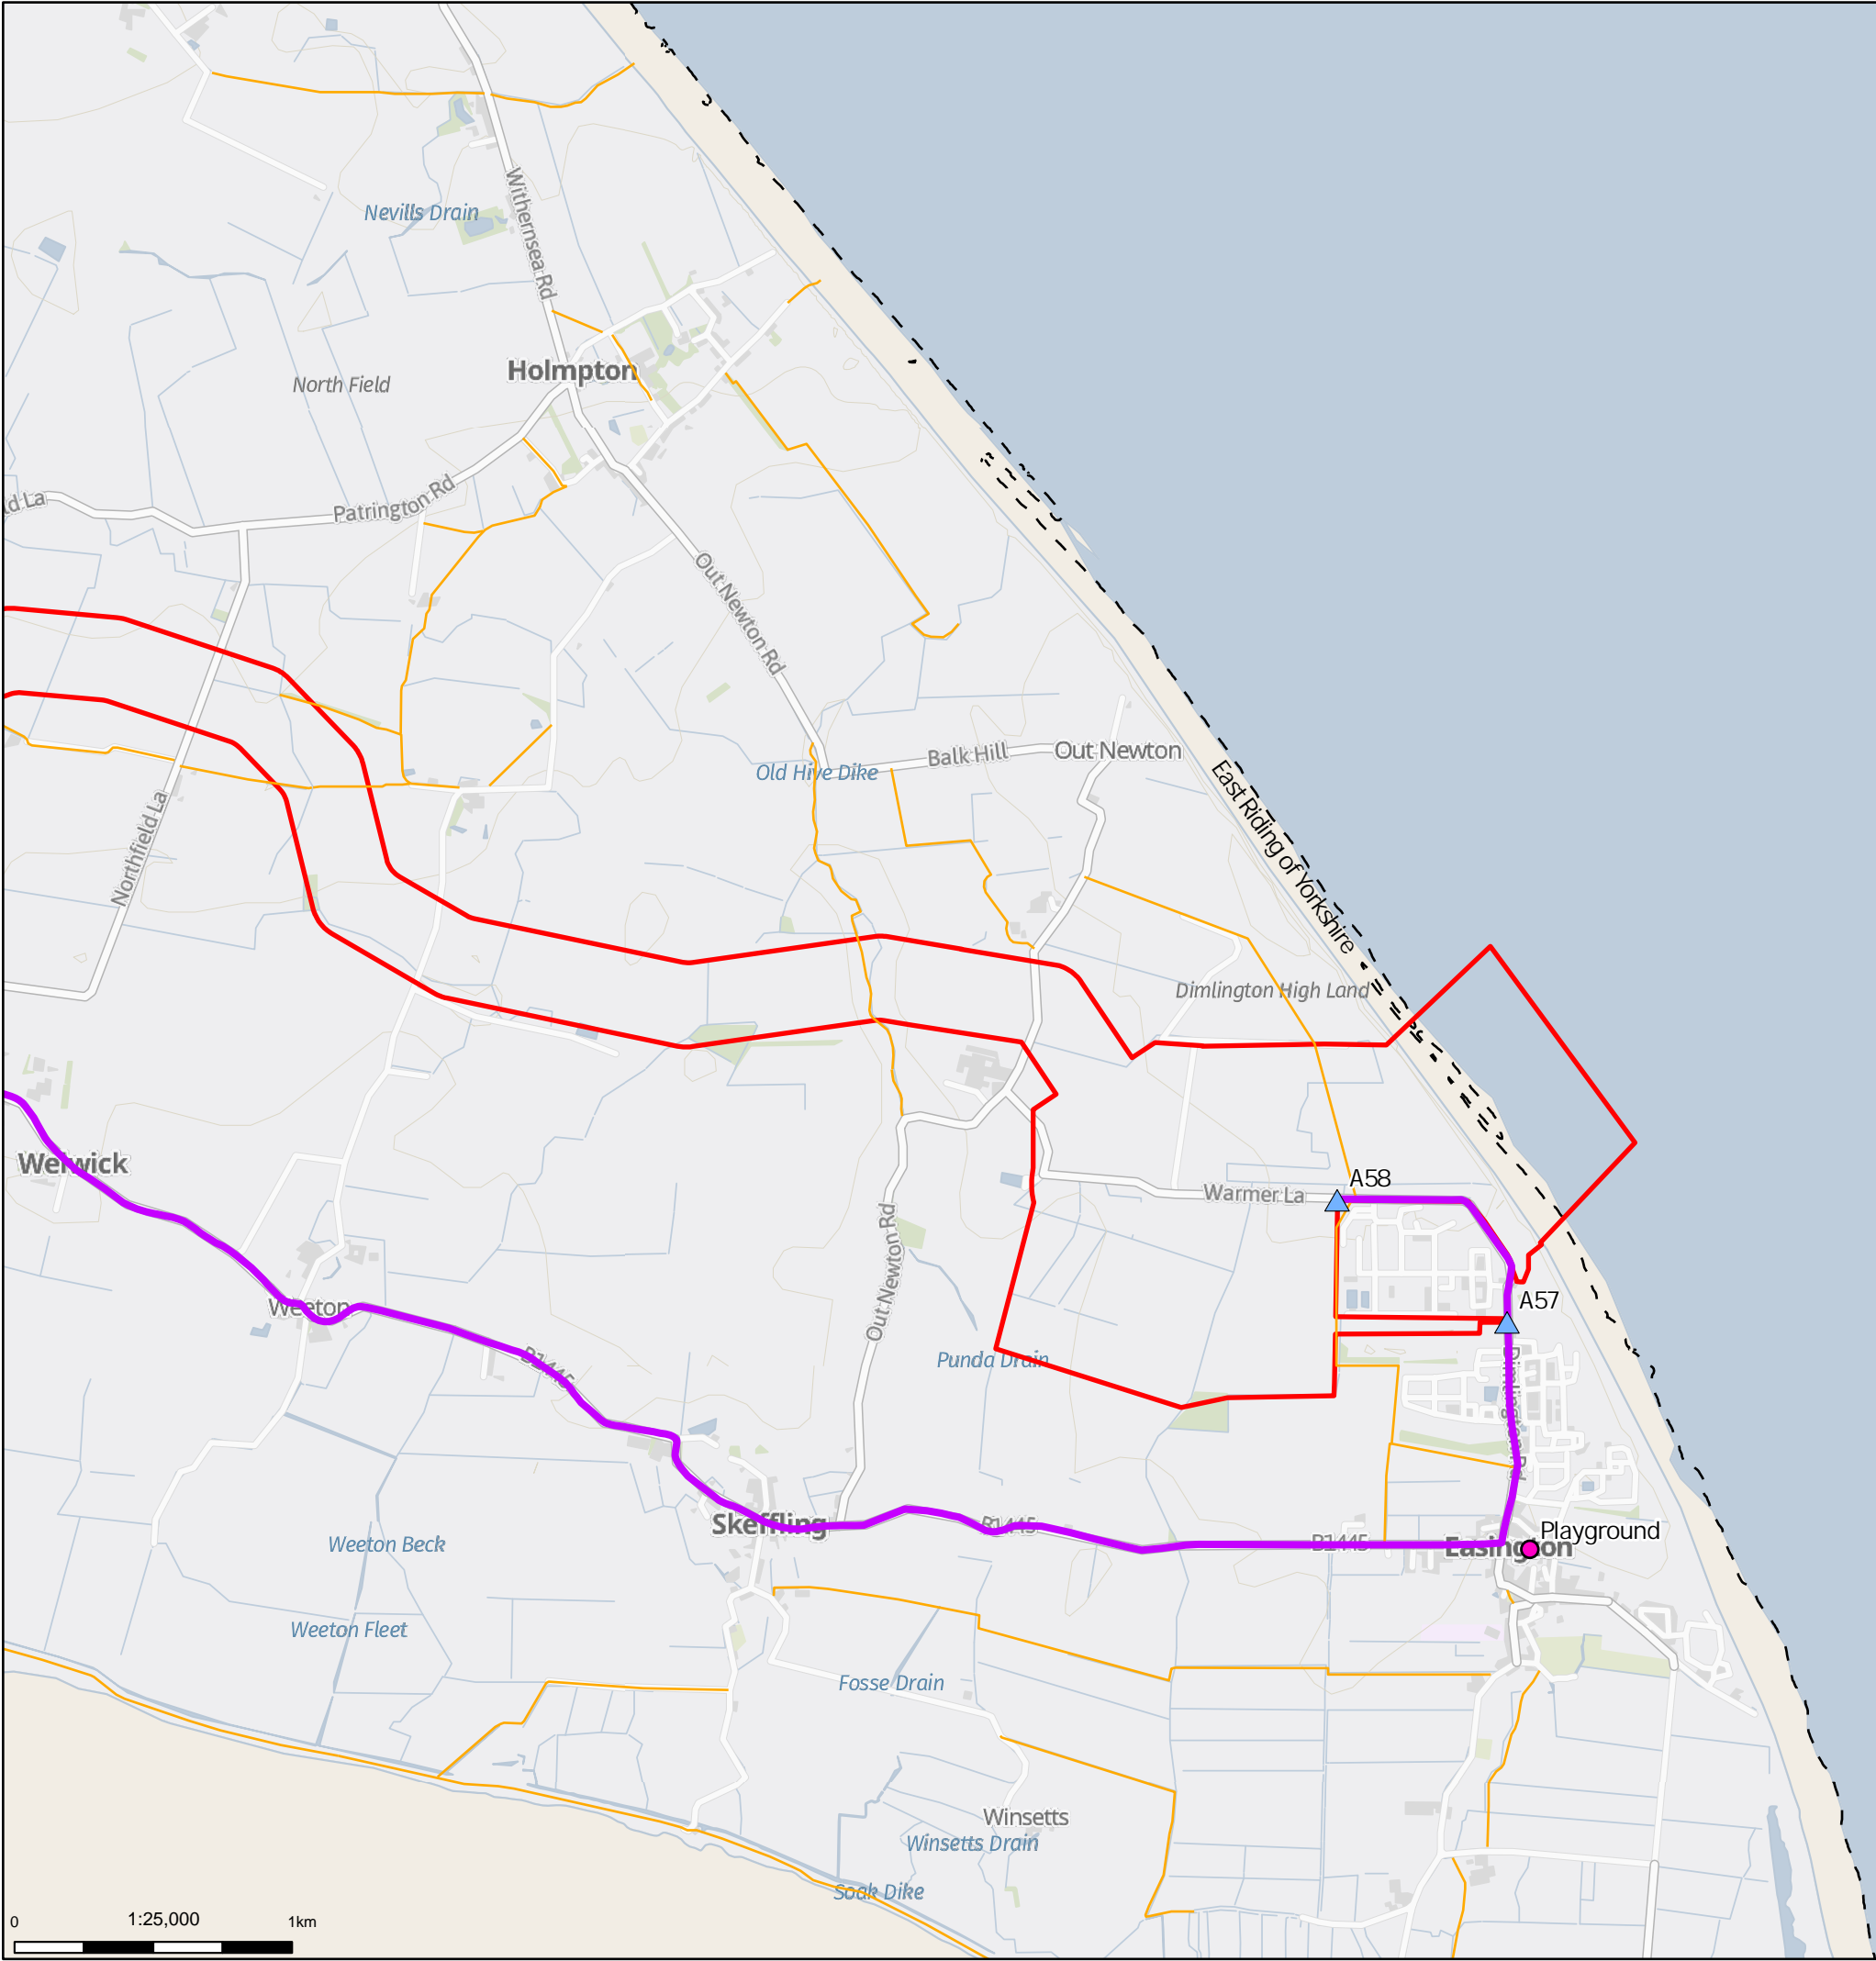 Withernsea Rd
Nevills Drain
Holmpton
North Field
ld La
Patrington Rd
Out Newton Rd
Old Hive Dike
Balk Hill
Out Newton
East Riding of Yorkshire
Northfield La
Dimlington High Land
Welwick
A58
Warmer La
Out Newton Rd
A57
Weeton
B1445
Punda Drain
Dimlington Rd
Skeffling
B1445
B1445
Playground
Easington
Weeton Beck
Weeton Fleet
Fosse Drain
Winsetts
Winsetts Drain
Soak Dike
0 1:25,000 1km